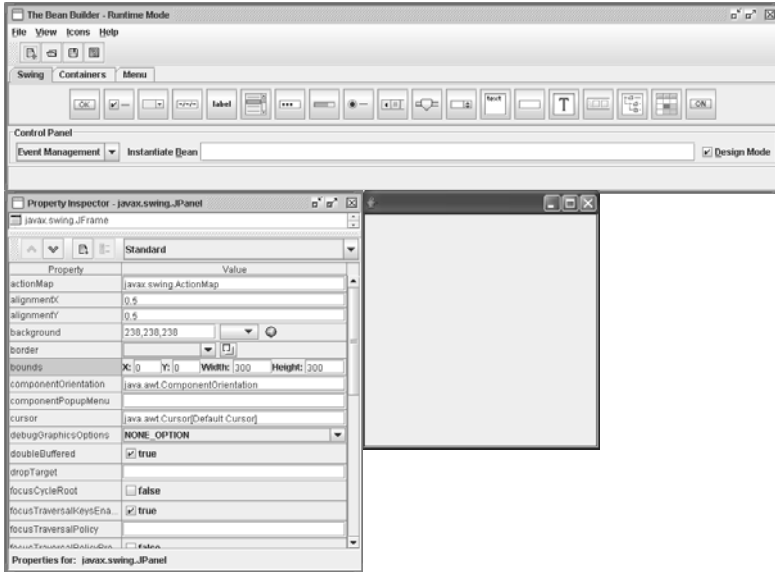 The Bean Builder - Runtime Mode
File View Icons Help
Swing Containers Menu
OK label text T ON
Control Panel
Event Management Instantiate Bean Design Mode
Property Inspector - javax.swing.JPanel
javax.swing.JFrame
Standard
Property Value
actionMap javax.swing.ActionMap
alignmentX 0.5
alignmentY 0.5
background 238,238,238
border
bounds X: 0 Y: 0 Width: 300 Height: 300
componentOrientation java.awt.ComponentOrientation
componentPopupMenu
cursor java.awt.Cursor[Default Cursor]
debugGraphicsOptions NONE_OPTION
doubleBuffered true
dropTarget
focusCycleRoot false
focusTraversalKeysEna...
true
focusTraversalPolicy
focusTraversalPolicyPro... false
Properties for: javax.swing.JPanel